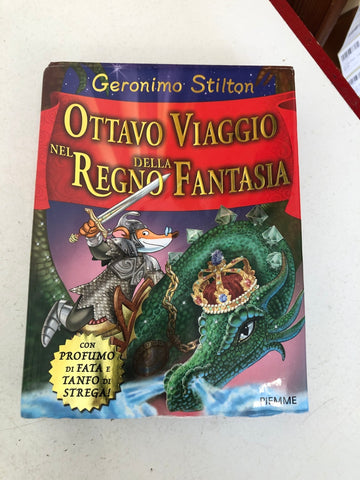 Geronimo Stilton
OTTAVO VIAGGIO
NEL DELLA
REGNO FANTASIA
CON
PROFUMO
DI FATA E
TANFO DI
STREGA!
PIEMME